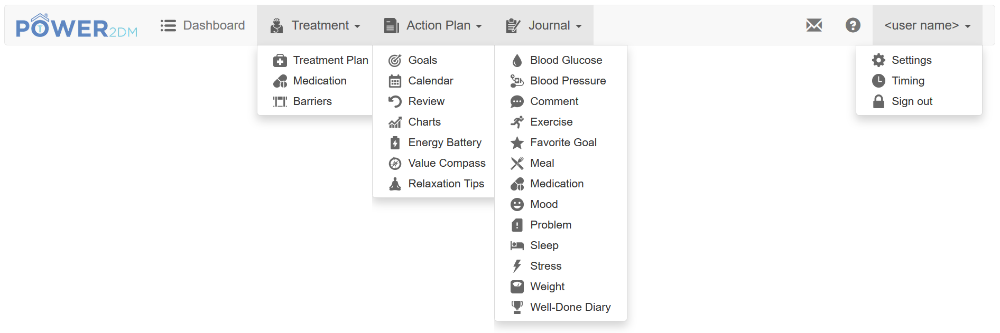 POWER2DM
Dashboard
Treatment
Action Plan
Journal
<user name>
Treatment Plan
Medication
Barriers
Goals
Calendar
Review
Charts
Energy Battery
Value Compass
Relaxation Tips
Blood Glucose
Blood Pressure
Comment
Exercise
Favorite Goal
Meal
Medication
Mood
Problem
Sleep
Stress
Weight
Well-Done Diary
Settings
Timing
Sign out